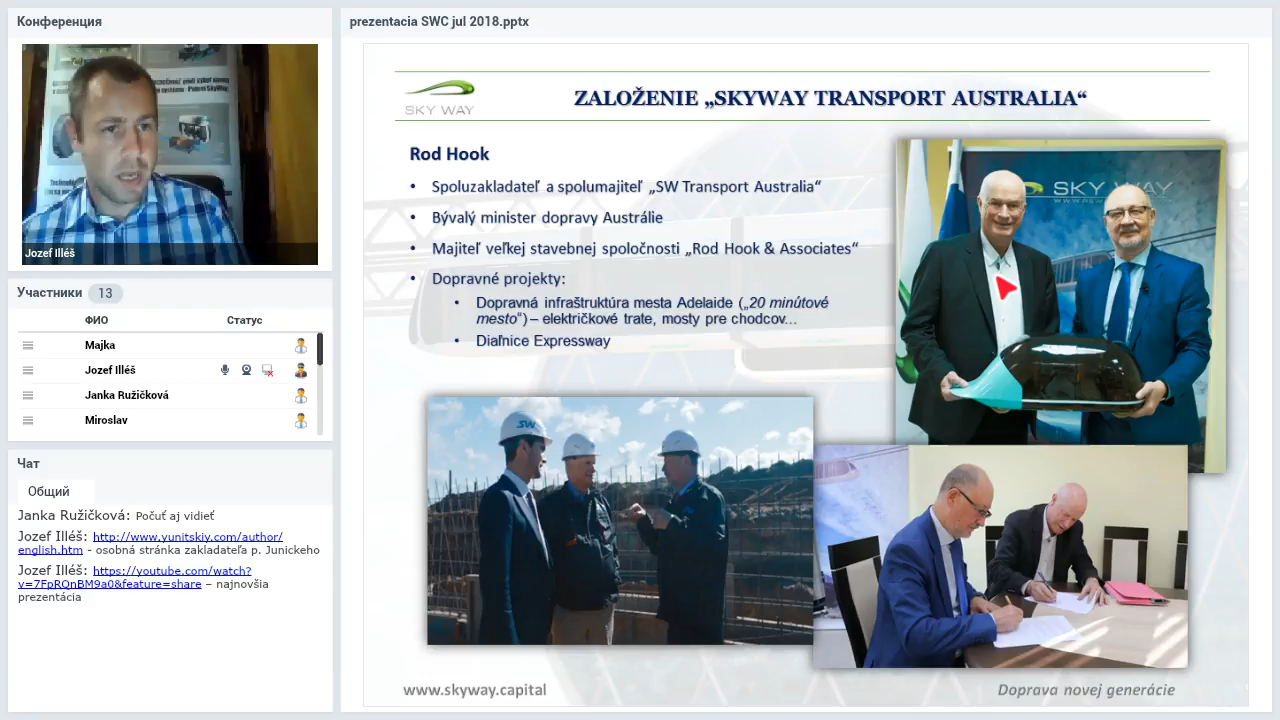 Конференция
Jozef Illéš
Участники 13
ФИО Статус
Majka
Jozef Illéš
Janka Ružičková
Miroslav
Чат
Общий
Janka Ružičková: Počuť aj vidieť
Jozef Illéš: http://www.yunitskiy.com/author/
english.htm - osobná stránka zakladateľa p. Junickeho
Jozef Illéš: https://youtube.com/watch?
v=7FpRQnBM9a0&feature=share – najnovšia
prezentácia
prezentacia SWC jul 2018.pptx
SKY WAY
ZALOŽENIE „SKYWAY TRANSPORT AUSTRALIA“
Rod Hook
• Spoluzakladateľ a spolumajiteľ „SW Transport Australia“
• Bývalý minister dopravy Austrálie
• Majiteľ veľkej stavebnej spoločnosti „Rod Hook & Associates“
• Dopravné projekty:
• Dopravná infraštruktúra mesta Adelaide („20 minútové
mesto“) – električkové trate, mosty pre chodcov...
• Diaľnice Expressway
SKY WAY
SW
www.skyway.capital
Doprava novej generácie